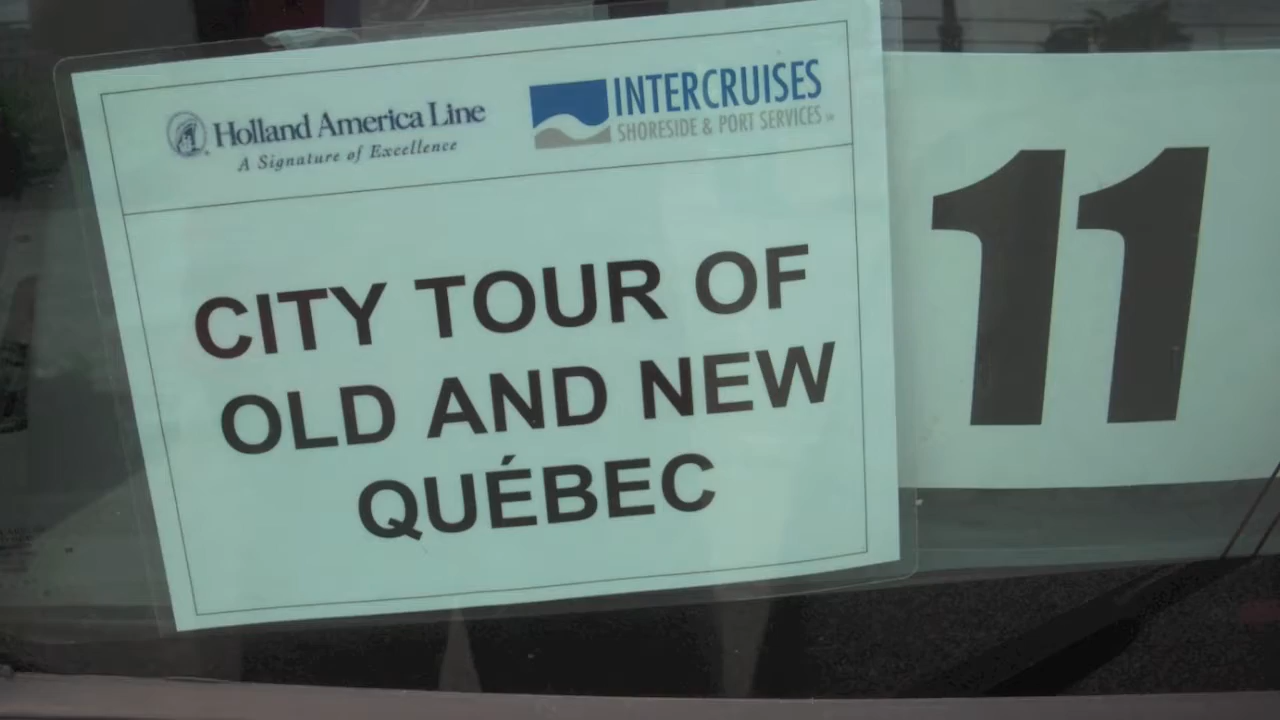 Holland America Line
A Signature of Excellence
INTERCRUISES
SHORESIDE & PORT SERVICES
CITY TOUR OF
OLD AND NEW
QUÉBEC
11